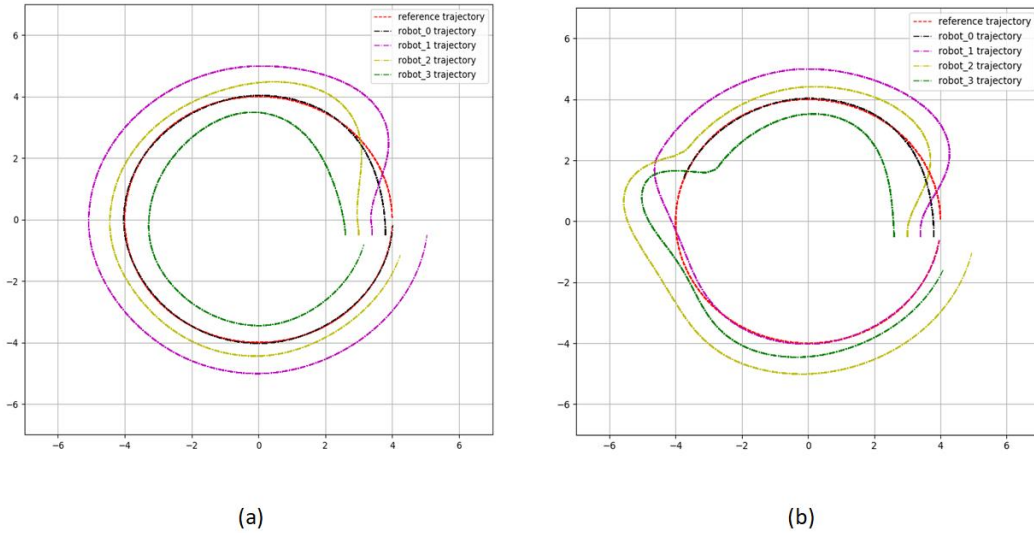 reference trajectory
robot_0 trajectory
robot_1 trajectory
robot_2 trajectory
robot_3 trajectory
6
4
2
0
−2
−4
−6
−6 −4 −2 0 2 4 6
(a)
reference trajectory
robot_0 trajectory
robot_1 trajectory
robot_2 trajectory
robot_3 trajectory
6
4
2
0
−2
−4
−6
−6 −4 −2 0 2 4 6
(b)